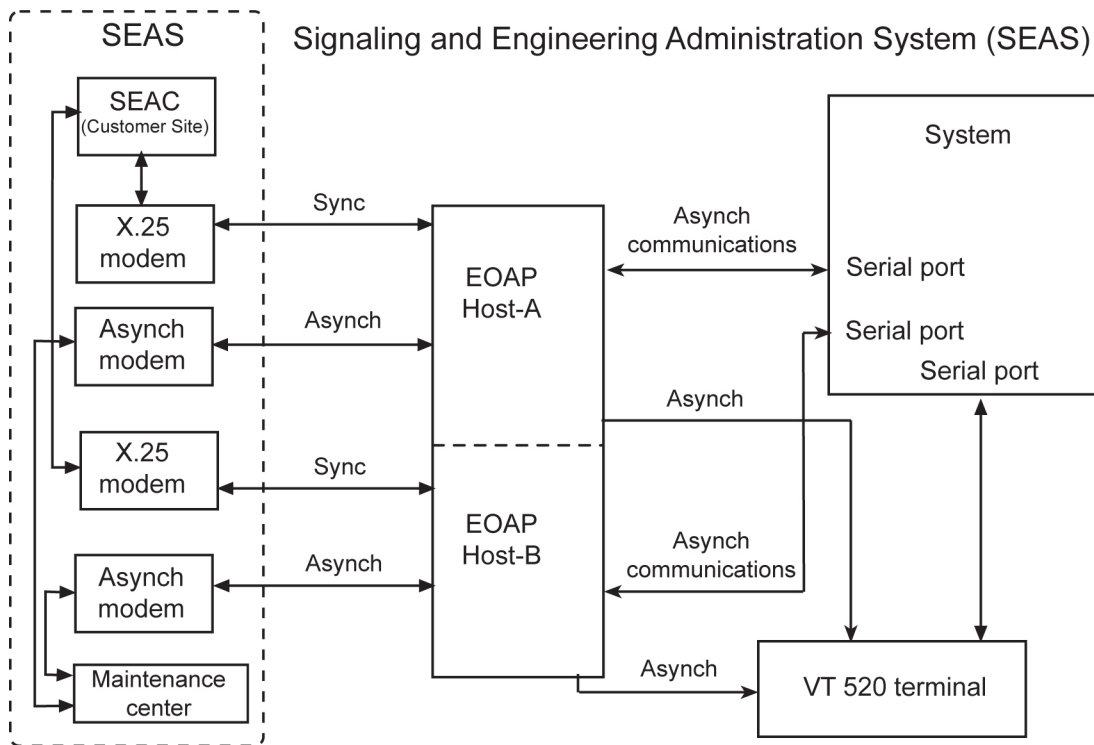 SEAS
Signaling and Engineering Administration System (SEAS)
SEAC
(Customer Site)
X.25
modem
Asynch
modem
X.25
modem
Asynch
modem
Maintenance
center
Sync
Asynch
Sync
Asynch
EOAP
Host-A
EOAP
Host-B
Asynch
communications
Asynch
Asynch
communications
Asynch
System
Serial port
Serial port
Serial port
VT 520 terminal